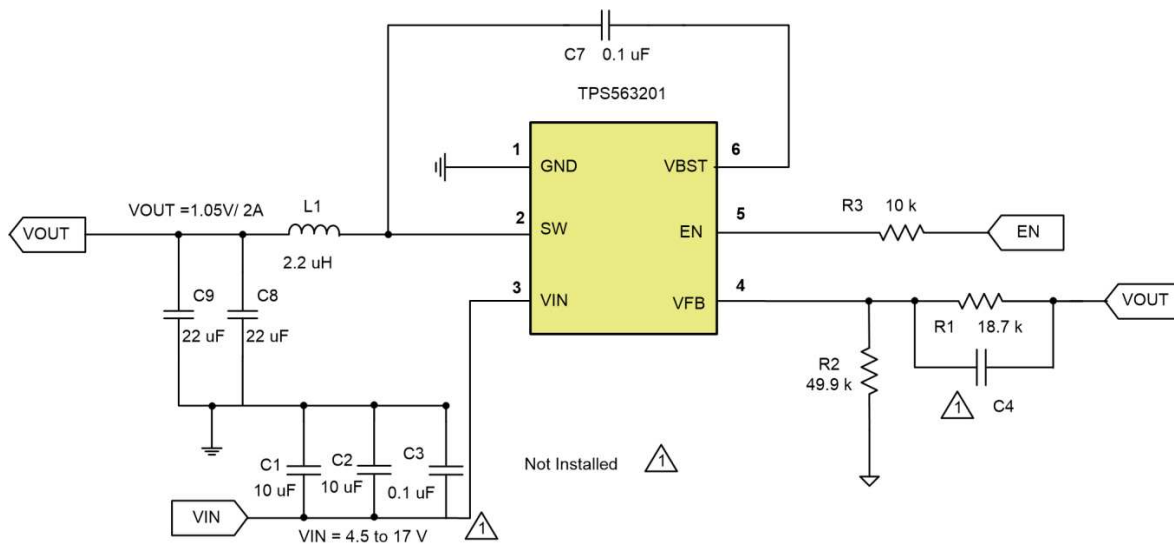 C7 0.1 uF
TPS563201
1 GND VBST 6
VOUT =1.05V/ 2A
L1
2.2 uH
VOUT
2 SW EN 5
R3 10 k
EN
3 VIN VFB 4
C9
22 uF
C8
22 uF
R1 18.7 k
VOUT
R2
49.9 k
1
C4
C1
10 uF
C2
10 uF
C3
0.1 uF
Not Installed 1
VIN
VIN = 4.5 to 17 V
1